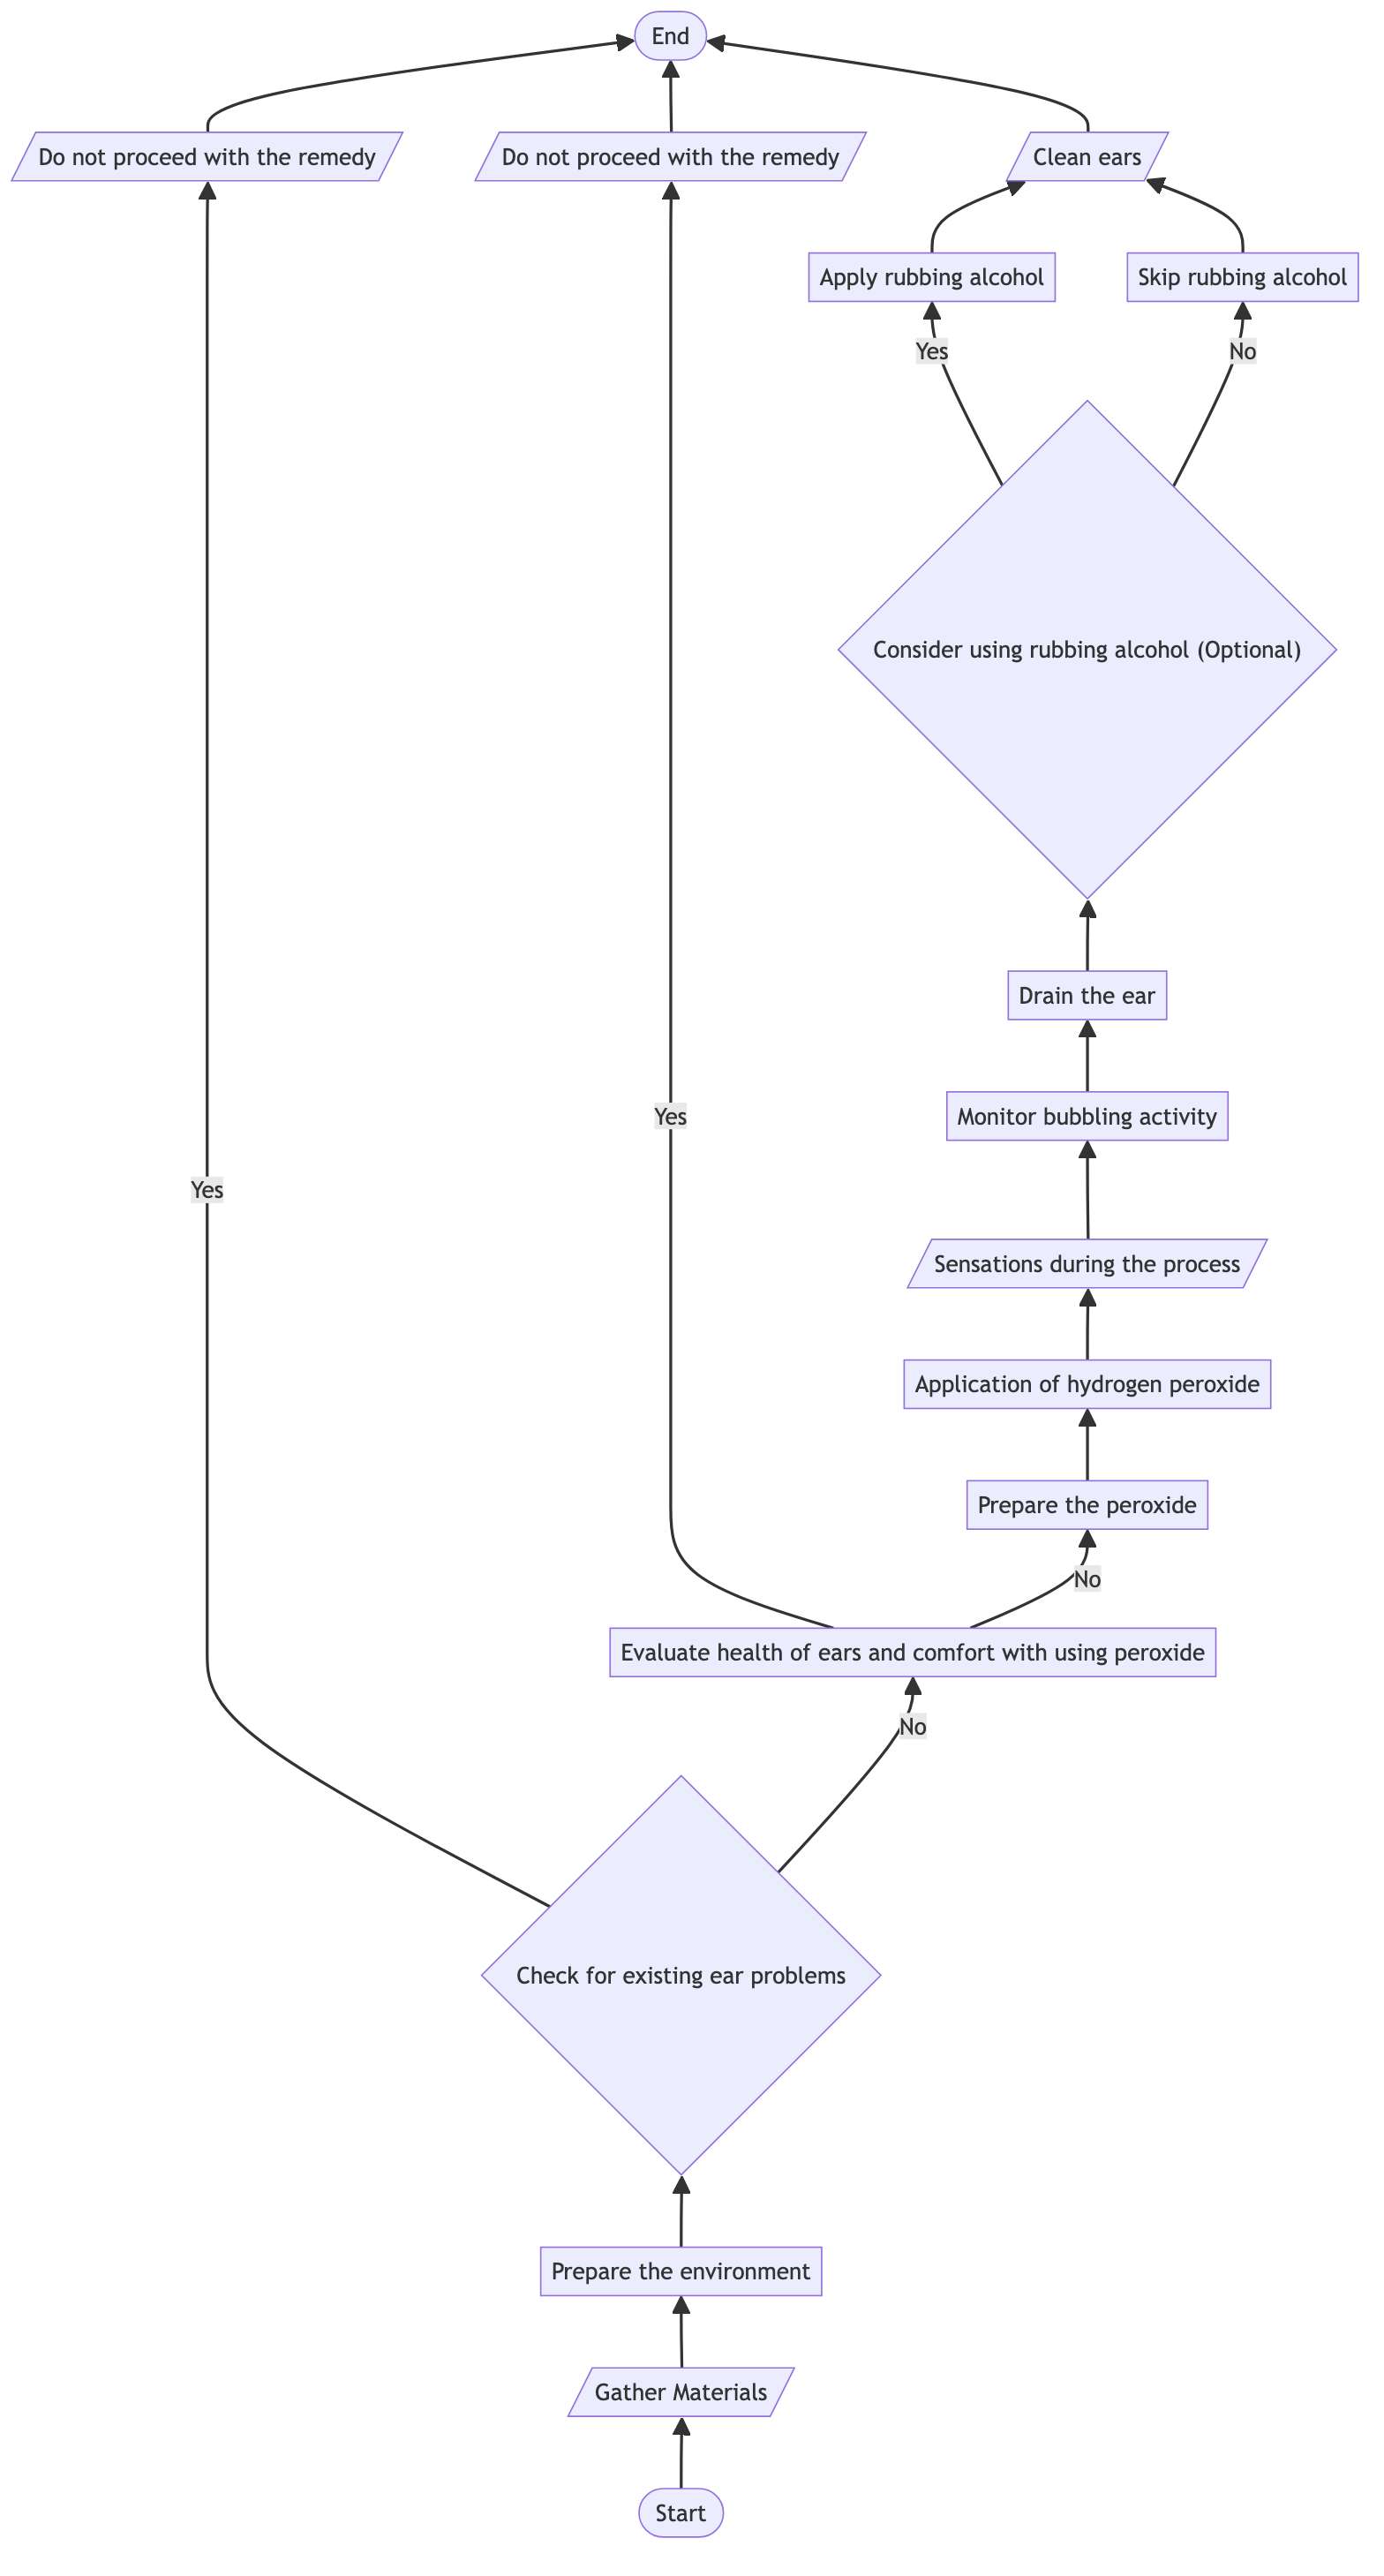 End
Do not proceed with the remedy
Do not proceed with the remedy
Clean ears
Apply rubbing alcohol
Skip rubbing alcohol
Yes
No
Consider using rubbing alcohol (Optional)
Drain the ear
Monitor bubbling activity
Yes
Yes
Sensations during the process
Application of hydrogen peroxide
Prepare the peroxide
No
Evaluate health of ears and comfort with using peroxide
No
Check for existing ear problems
Prepare the environment
Gather Materials
Start